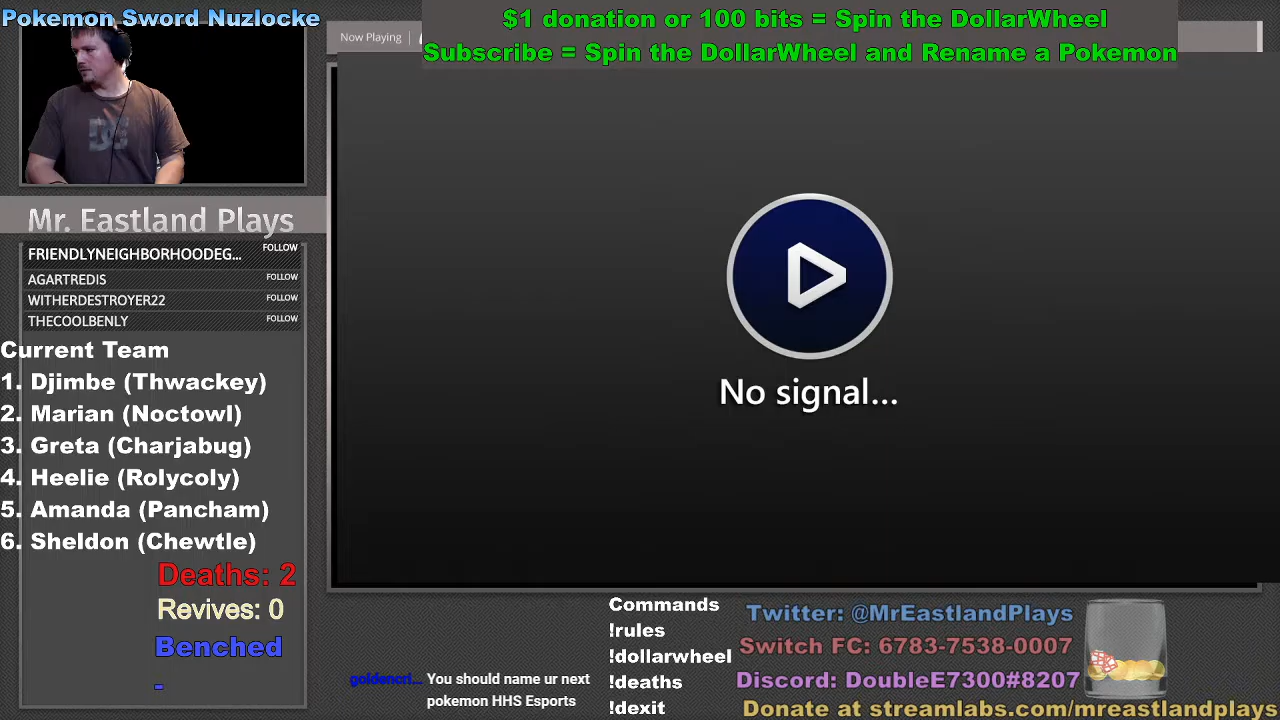 Pokemon Sword Nuzlocke
$1 donation or 100 bits = Spin the DollarWheel
Now Playing
Subscribe = Spin the DollarWheel and Rename a Pokemon
DC
Mr. Eastland Plays
FRIENDLYNEIGHBORHOODEG... FOLLOW
AGARTREDIS FOLLOW
WITHERDESTROYER22 FOLLOW
THECOOLBENLY FOLLOW
Current Team
1. Djimbe (Thwackey)
2. Marian (Noctowl)
3. Greta (Charjabug)
4. Heelie (Rolycoly)
5. Amanda (Pancham)
6. Sheldon (Chewtle)
Deaths: 2
Revives: 0
Benched
-
No signal...
goldencri... You should name ur next
pokemon HHS Esports
Commands
!rules
!dollarwheel
!deaths
!dexit
Twitter: @MrEastlandPlays
Switch FC: 6783-7538-0007
Discord: DoubleE7300#8207
Donate at streamlabs.com/mreastlandplays